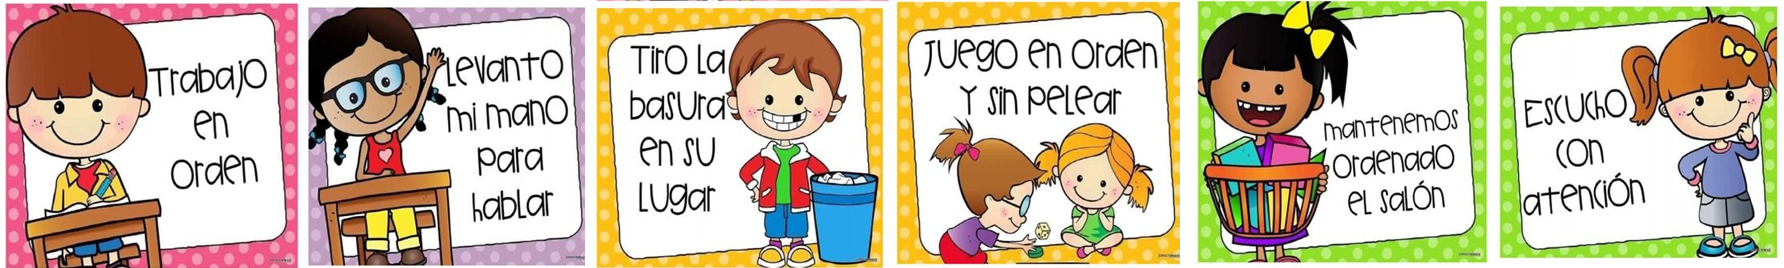 Trabajo
en
orden
Levanto
mi mano
para
hablar
Tiro la
basura
en su
lugar
Juego en orden
y sin pelear
mantenemos
ordenado
el salón
Escucho
con
atención